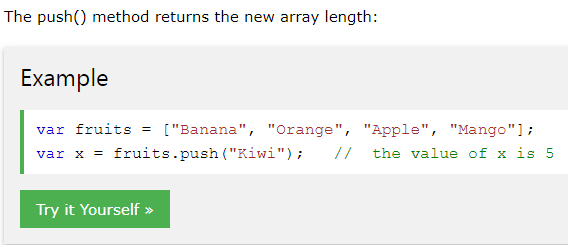 The push() method returns the new array length:
Example
var fruits = ["Banana", "Orange", "Apple", "Mango"];
var x = fruits.push("Kiwi");   //  the value of x is 5
Try it Yourself »